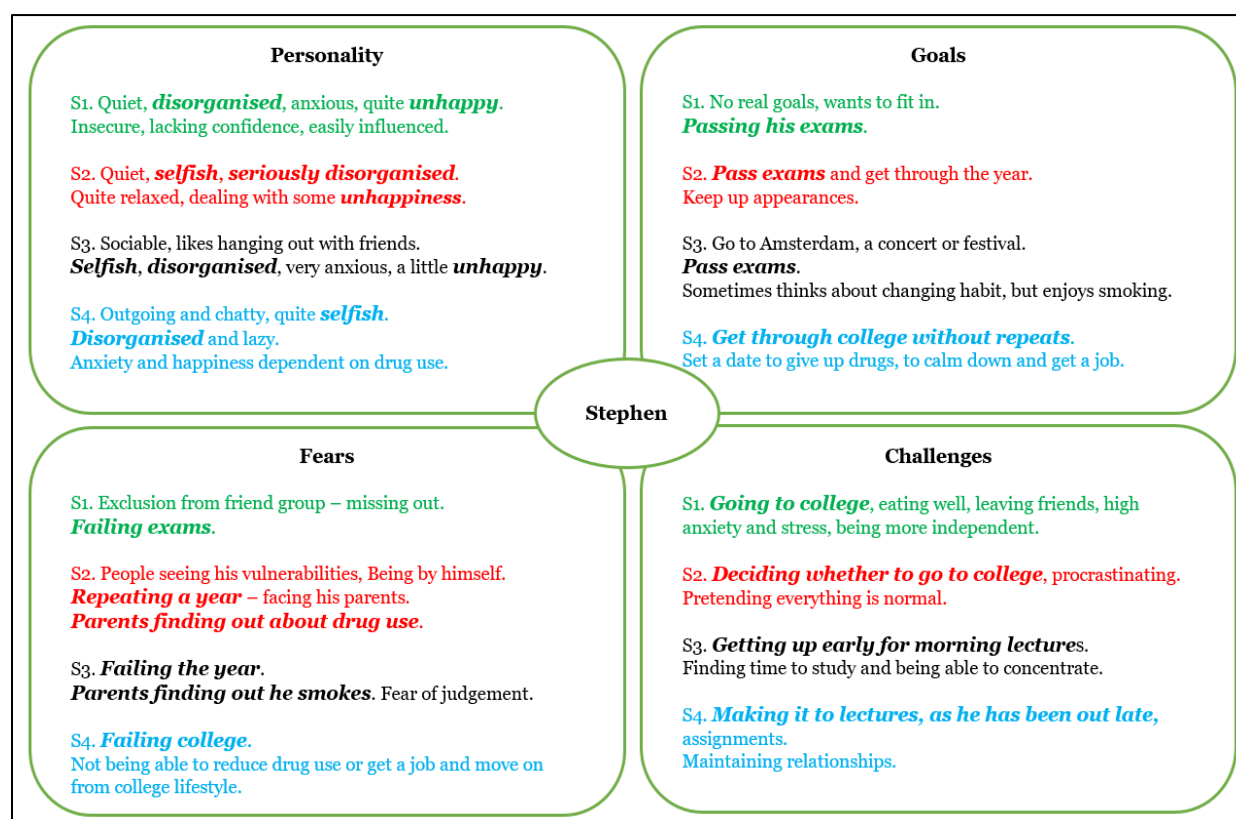 Personality
S1. Quiet, disorganised, anxious, quite unhappy.
Insecure, lacking confidence, easily influenced.
S2. Quiet, selfish, seriously disorganised.
Quite relaxed, dealing with some unhappiness.
S3. Sociable, likes hanging out with friends.
Selfish, disorganised, very anxious, a little unhappy.
S4. Outgoing and chatty, quite selfish.
Disorganised and lazy.
Anxiety and happiness dependent on drug use.
Goals
S1. No real goals, wants to fit in.
Passing his exams.
S2. Pass exams and get through the year.
Keep up appearances.
S3. Go to Amsterdam, a concert or festival.
Pass exams.
Sometimes thinks about changing habit, but enjoys smoking.
S4. Get through college without repeats.
Set a date to give up drugs, to calm down and get a job.
Stephen
Fears
S1. Exclusion from friend group – missing out.
Failing exams.
S2. People seeing his vulnerabilities, Being by himself.
Repeating a year – facing his parents.
Parents finding out about drug use.
S3. Failing the year.
Parents finding out he smokes. Fear of judgement.
S4. Failing college.
Not being able to reduce drug use or get a job and move on
from college lifestyle.
Challenges
S1. Going to college, eating well, leaving friends, high
anxiety and stress, being more independent.
S2. Deciding whether to go to college, procrastinating.
Pretending everything is normal.
S3. Getting up early for morning lectures.
Finding time to study and being able to concentrate.
S4. Making it to lectures, as he has been out late,
assignments.
Maintaining relationships.